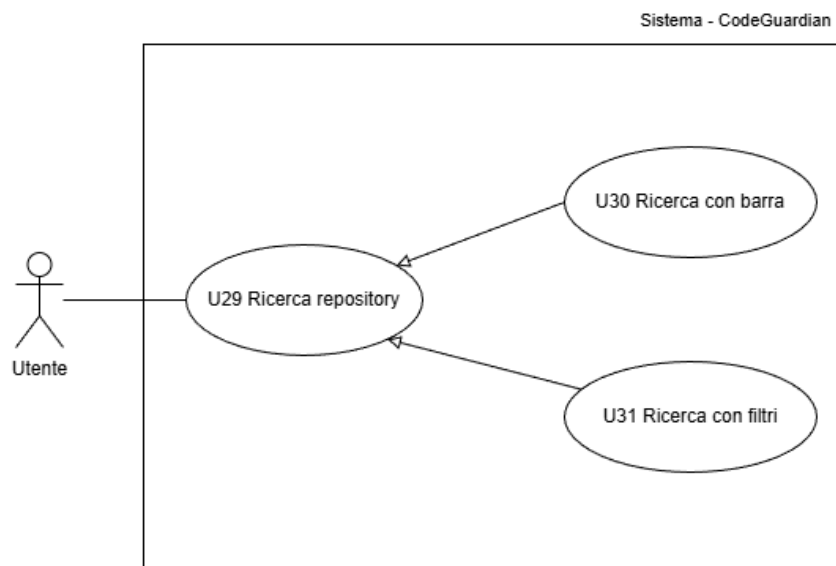 Sistema - CodeGuardian
U30 Ricerca con barra
U29 Ricerca repository
Utente
U31 Ricerca con filtri